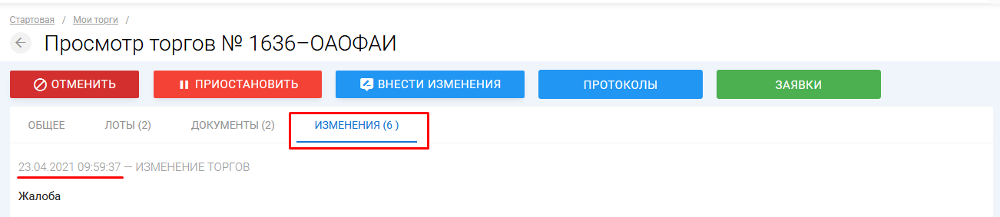 Стартовая / Мои торги /
Просмотр торгов № 1636–ОАОФАИ
ОТМЕНИТЬ ПРИОСТАНОВИТЬ ВНЕСТИ ИЗМЕНЕНИЯ ПРОТОКОЛЫ ЗАЯВКИ
ОБЩЕЕ ЛОТЫ (2) ДОКУМЕНТЫ (2) ИЗМЕНЕНИЯ (6 )
23.04.2021 09:59:37 — ИЗМЕНЕНИЕ ТОРГОВ
Жалоба